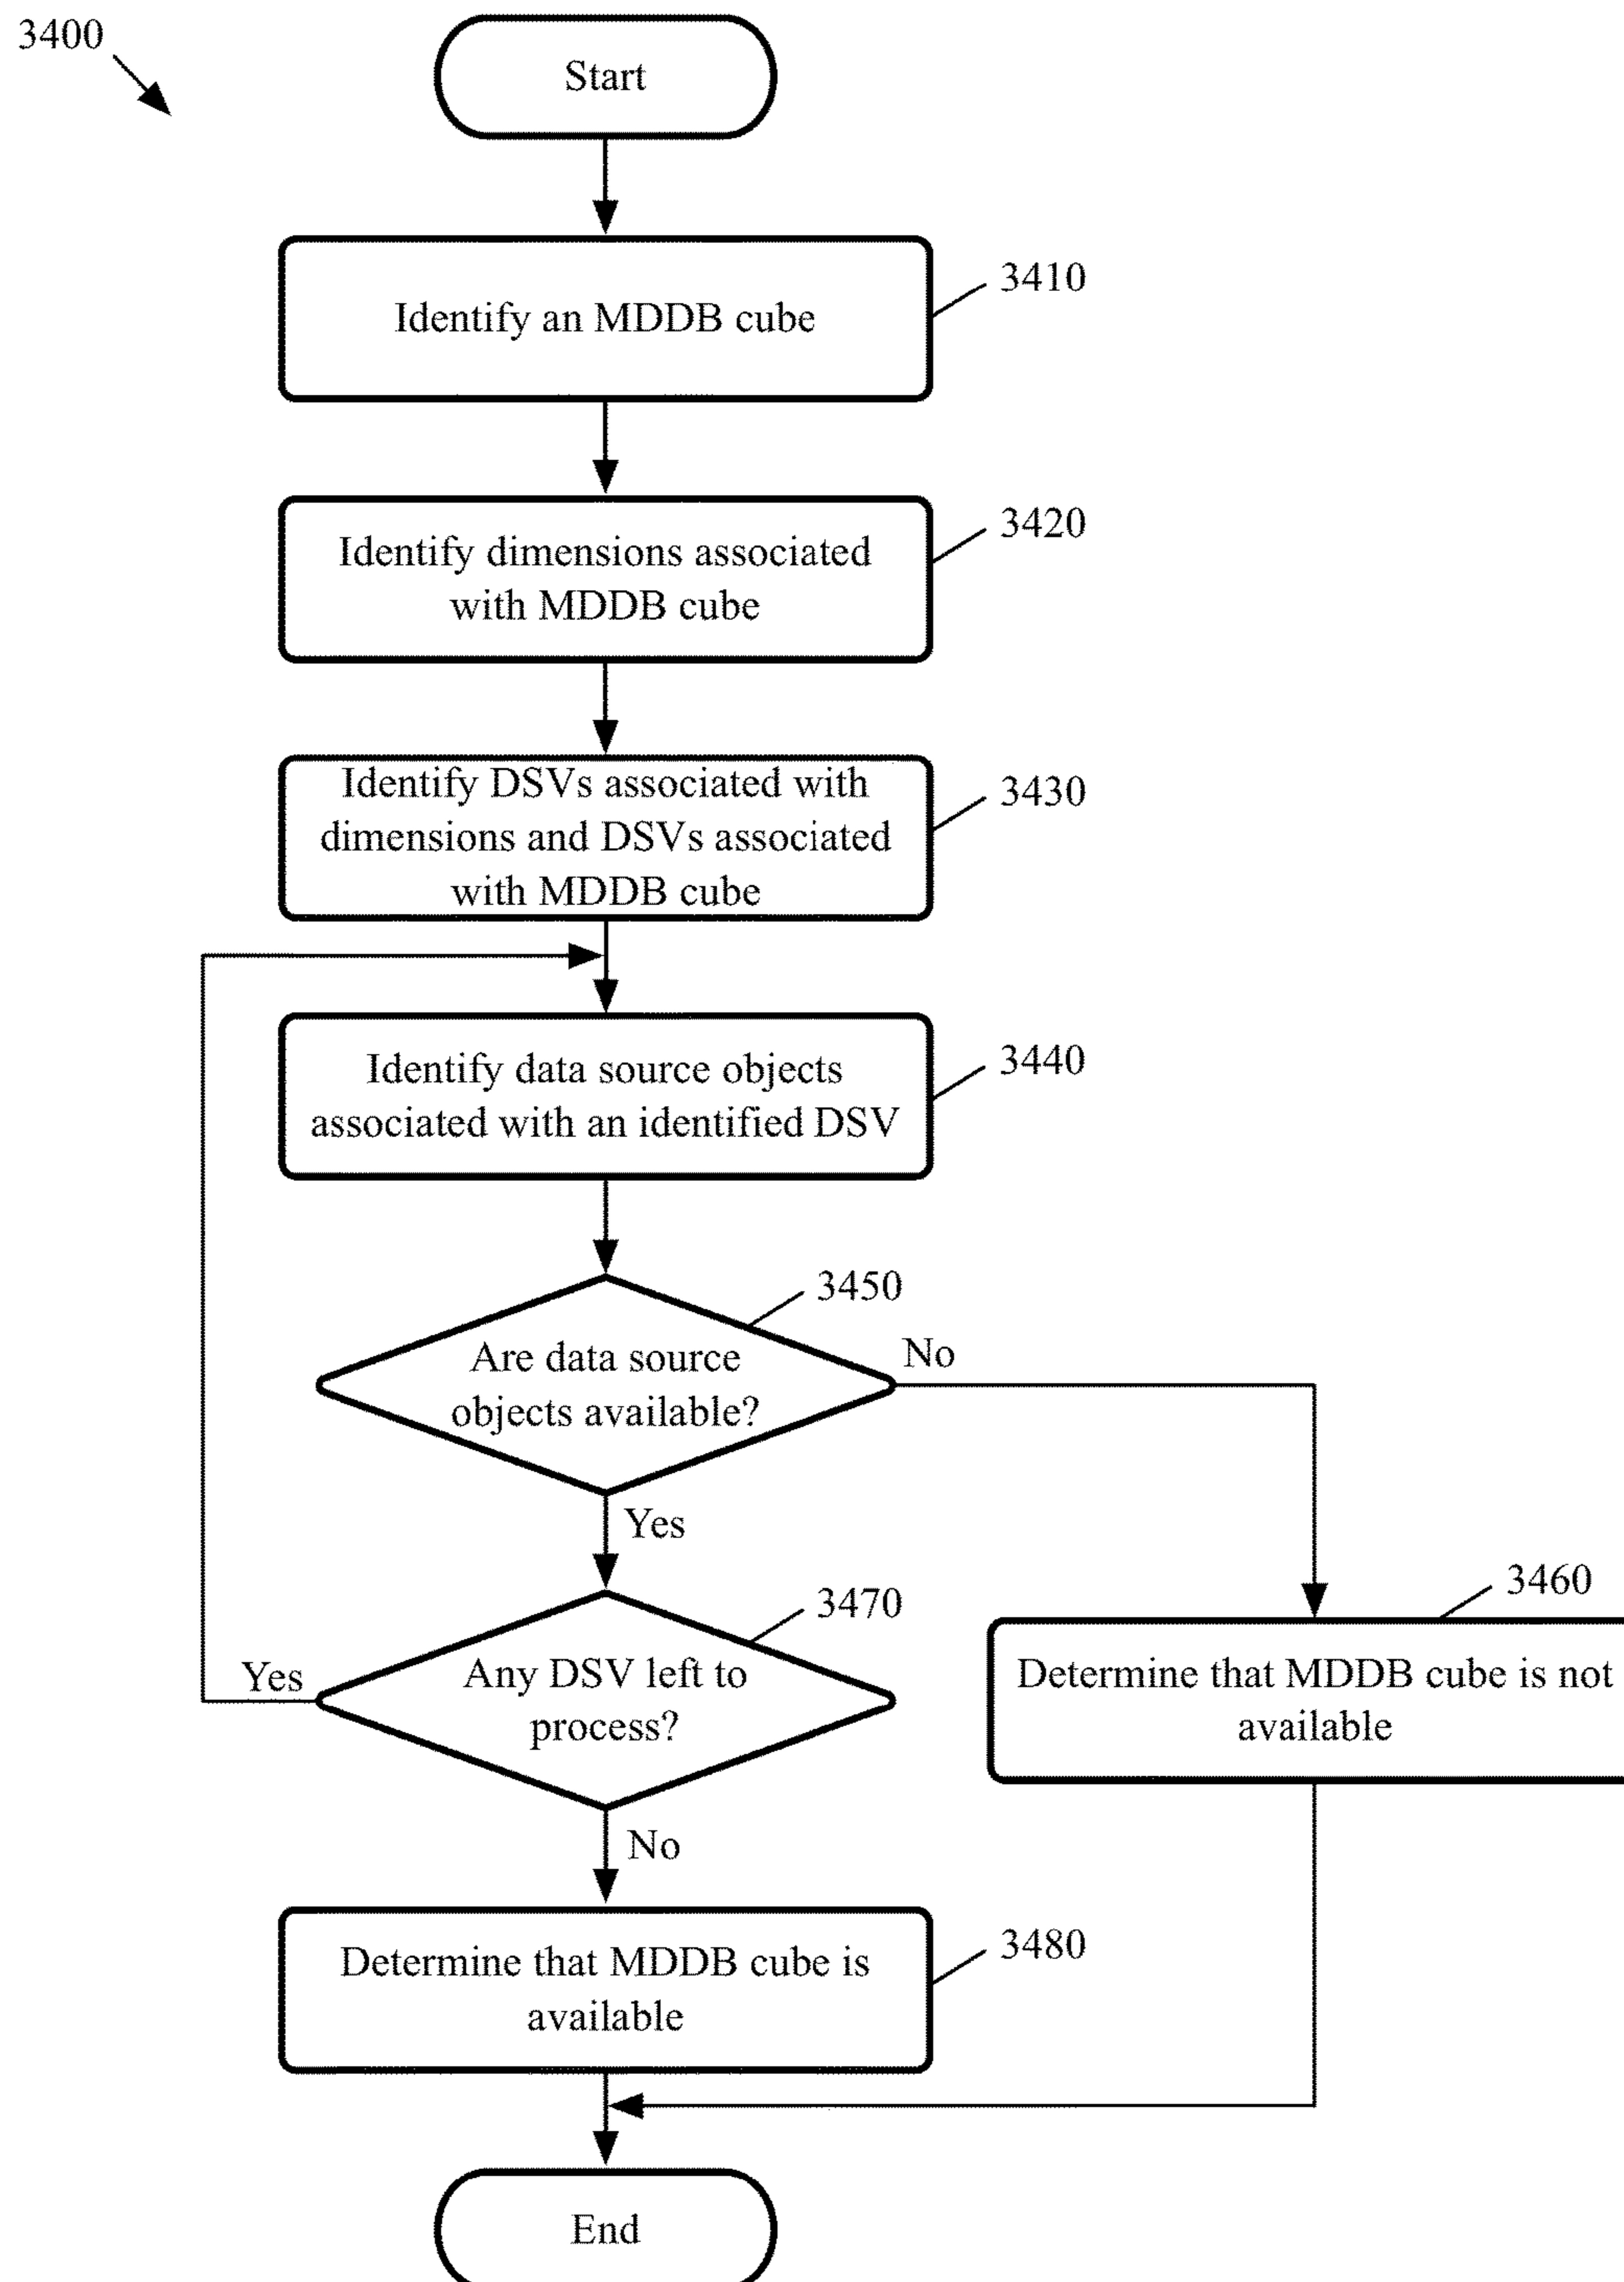 3400
Start
3410
Identify an MDDB cube
3420
Identify dimensions associated
with MDDB cube
3430
Identify DSVs associated with
dimensions and DSVs associated
with MDDB cube
3440
Identify data source objects
associated with an identified DSV
3450
Are data source
objects available?
No
Yes
3470
Any DSV left to
process?
Yes
3460
Determine that MDDB cube is not
available
No
3480
Determine that MDDB cube is
available
End